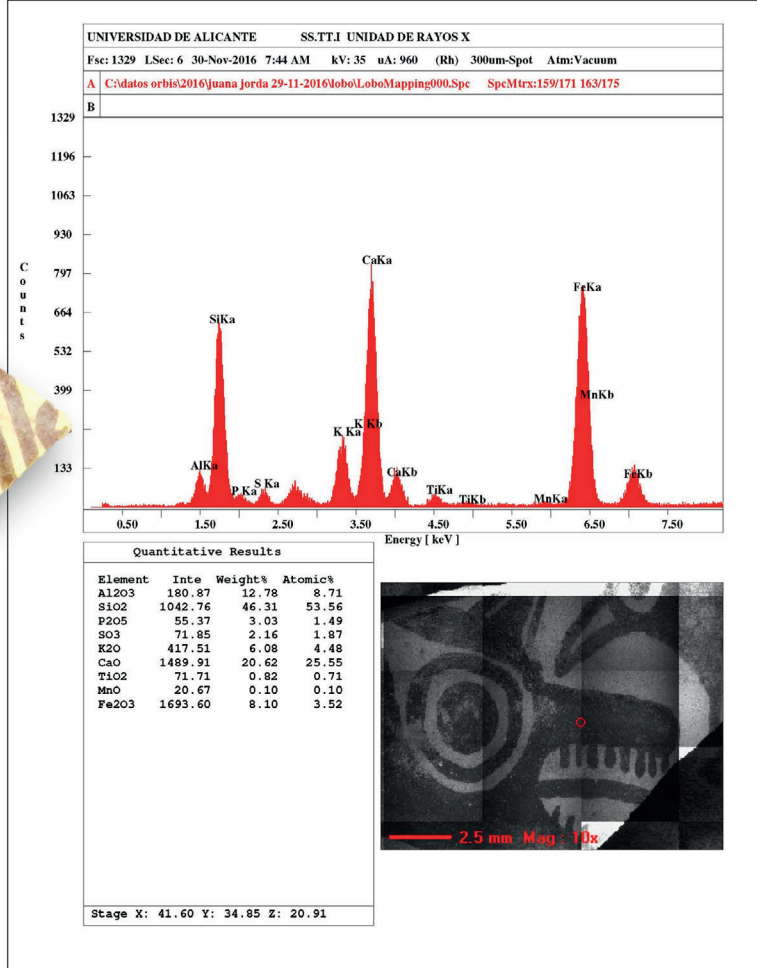 UNIVERSIDAD DE ALICANTE SS.TT.I UNIDAD DE RAYOS X
Fsc: 1329 LSec: 6 30-Nov-2016 7:44 AM kV: 35 uA: 960 (Rh) 300um-Spot Atm:Vacuum
A C:\datos orbis\2016\juana jorda 29-11-2016\lobo\LoboMapping000.Spc SpcMtrx:159/171 163/175
B
1329
1196
1063
930
797
664
532
399
133
Counts
CaKa
FeKa
SiKa
MnKb
K Kb
K Ka
AlKa
CaKb
FeKb
S Ka
P Ka
TiKa
TiKb
MnKa
0.50 1.50 2.50 3.50 4.50 5.50 6.50 7.50
Energy [ keV ]
Quantitative Results
Element Inte Weight% Atomic%
Al2O3 180.87 12.78 8.71
SiO2 1042.76 46.31 53.56
P2O5 55.37 3.03 1.49
SO3 71.85 2.16 1.87
K2O 417.51 6.08 4.48
CaO 1489.91 20.62 25.55
TiO2 71.71 0.82 0.71
MnO 20.67 0.10 0.10
Fe2O3 1693.60 8.10 3.52
2.5 mm Mag : 10x
Stage X: 41.60 Y: 34.85 Z: 20.91